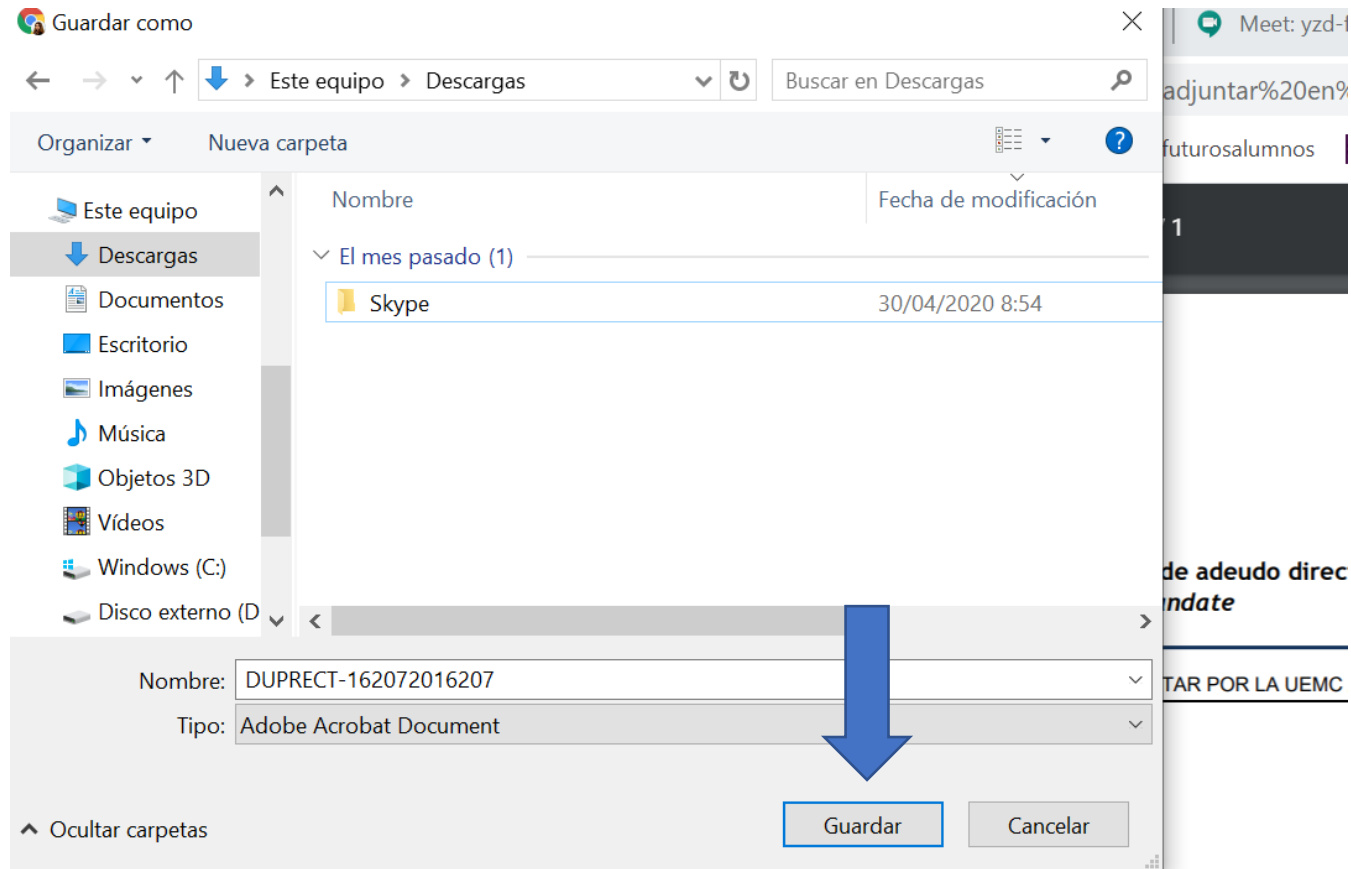 Guardar como
Meet: yzd-f
Este equipo > Descargas
Buscar en Descargas
adjuntar%20en%
Organizar
Nueva carpeta
futurosalumnos
Este equipo
Nombre
Fecha de modificación
/ 1
Descargas
El mes pasado (1)
Documentos
Skype
30/04/2020 8:54
Escritorio
Imágenes
Música
Objetos 3D
Vídeos
Windows (C:)
de adeudo direc
Disco externo (D
ndate
Nombre: DUPRECT-162072016207
TAR POR LA UEMC
Tipo: Adobe Acrobat Document
Ocultar carpetas
Guardar
Cancelar